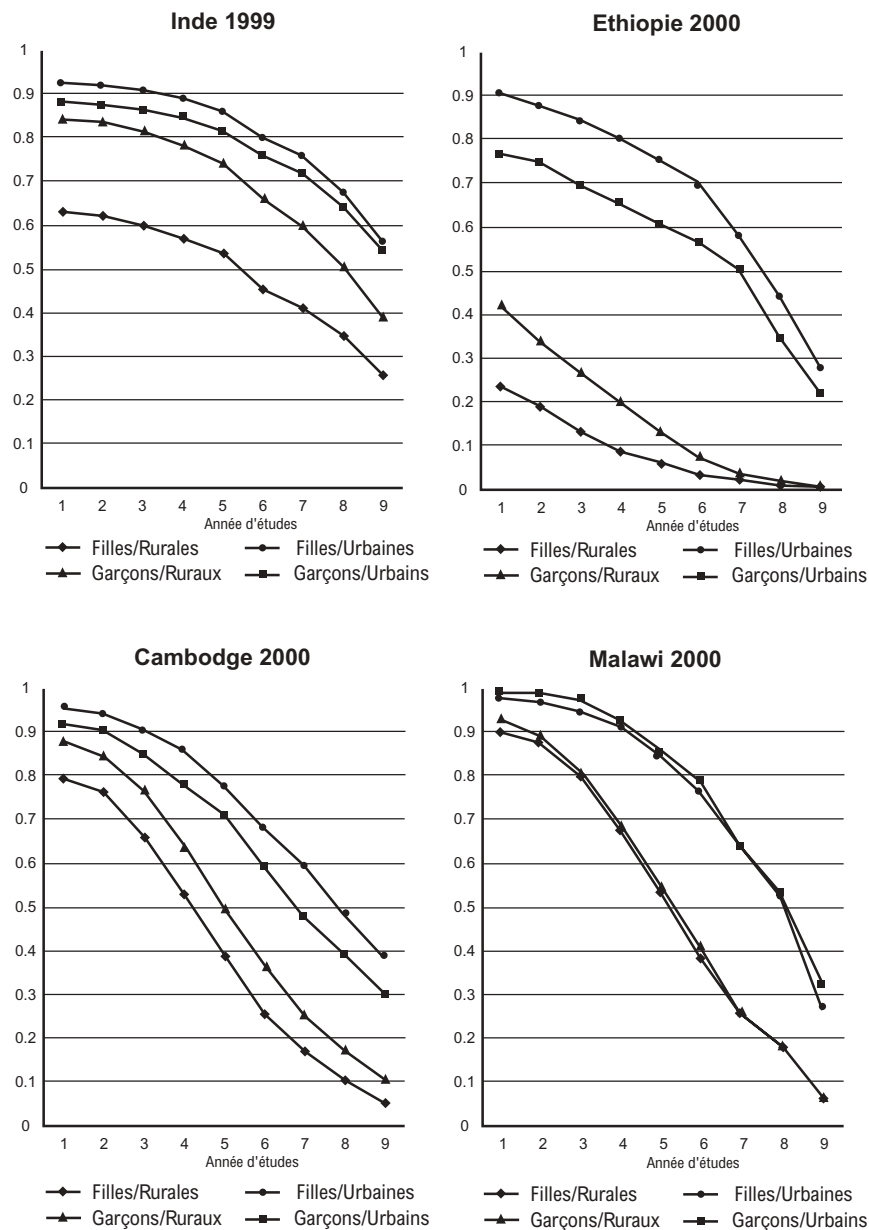 Inde 1999
1
0.9
0.8
0.7
0.6
0.5
0.4
0.3
0.2
0.1
0
1 2 3 4 5 6 7 8 9
Année d'études
Filles/Rurales Filles/Urbaines
Garçons/Ruraux Garçons/Urbains
Ethiopie 2000
1
0.9
0.8
0.7
0.6
0.5
0.4
0.3
0.2
0.1
0
1 2 3 4 5 6 7 8 9
Année d'études
Filles/Rurales Filles/Urbaines
Garçons/Ruraux Garçons/Urbains
Cambodge 2000
1
0.9
0.8
0.7
0.6
0.5
0.4
0.3
0.2
0.1
0
1 2 3 4 5 6 7 8 9
Année d'études
Filles/Rurales Filles/Urbaines
Garçons/Ruraux Garçons/Urbains
Malawi 2000
1
0.9
0.8
0.7
0.6
0.5
0.4
0.3
0.2
0.1
0
1 2 3 4 5 6 7 8 9
Année d'études
Filles/Rurales Filles/Urbaines
Garçons/Ruraux Garçons/Urbains